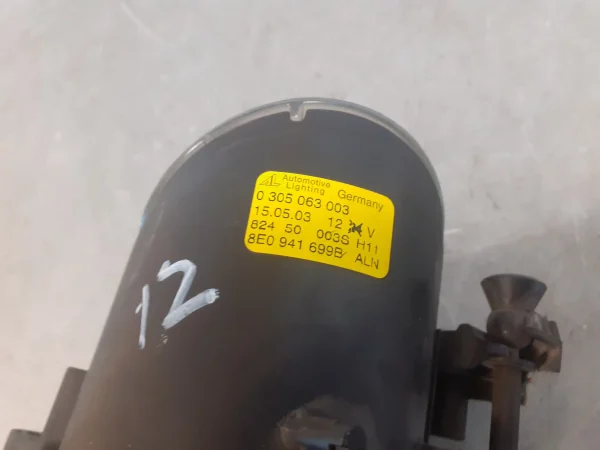 Automotive
Lighting Germany
0 305 063 003
15.05.03 12 V
824 50 003S H11
8E0 941 699B ALN
12